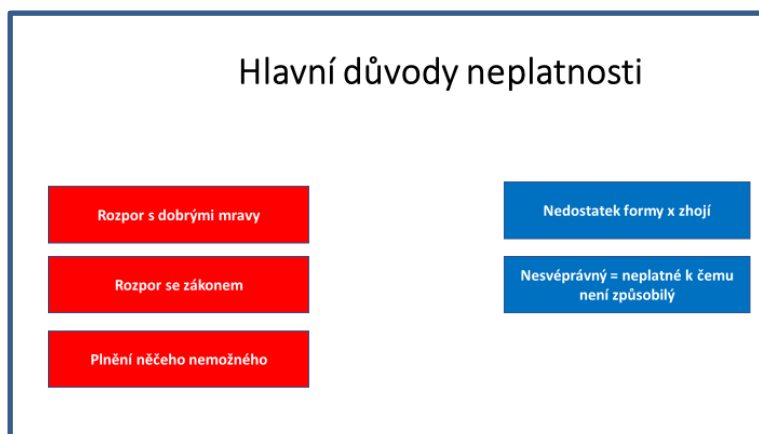 Hlavní důvody neplatnosti
Rozpor s dobrými mravy
Rozpor se zákonem
Plnění něčeho nemožného
Nedostatek formy x zhojí
Nesvéprávný = neplatné k čemu
není způsobilý